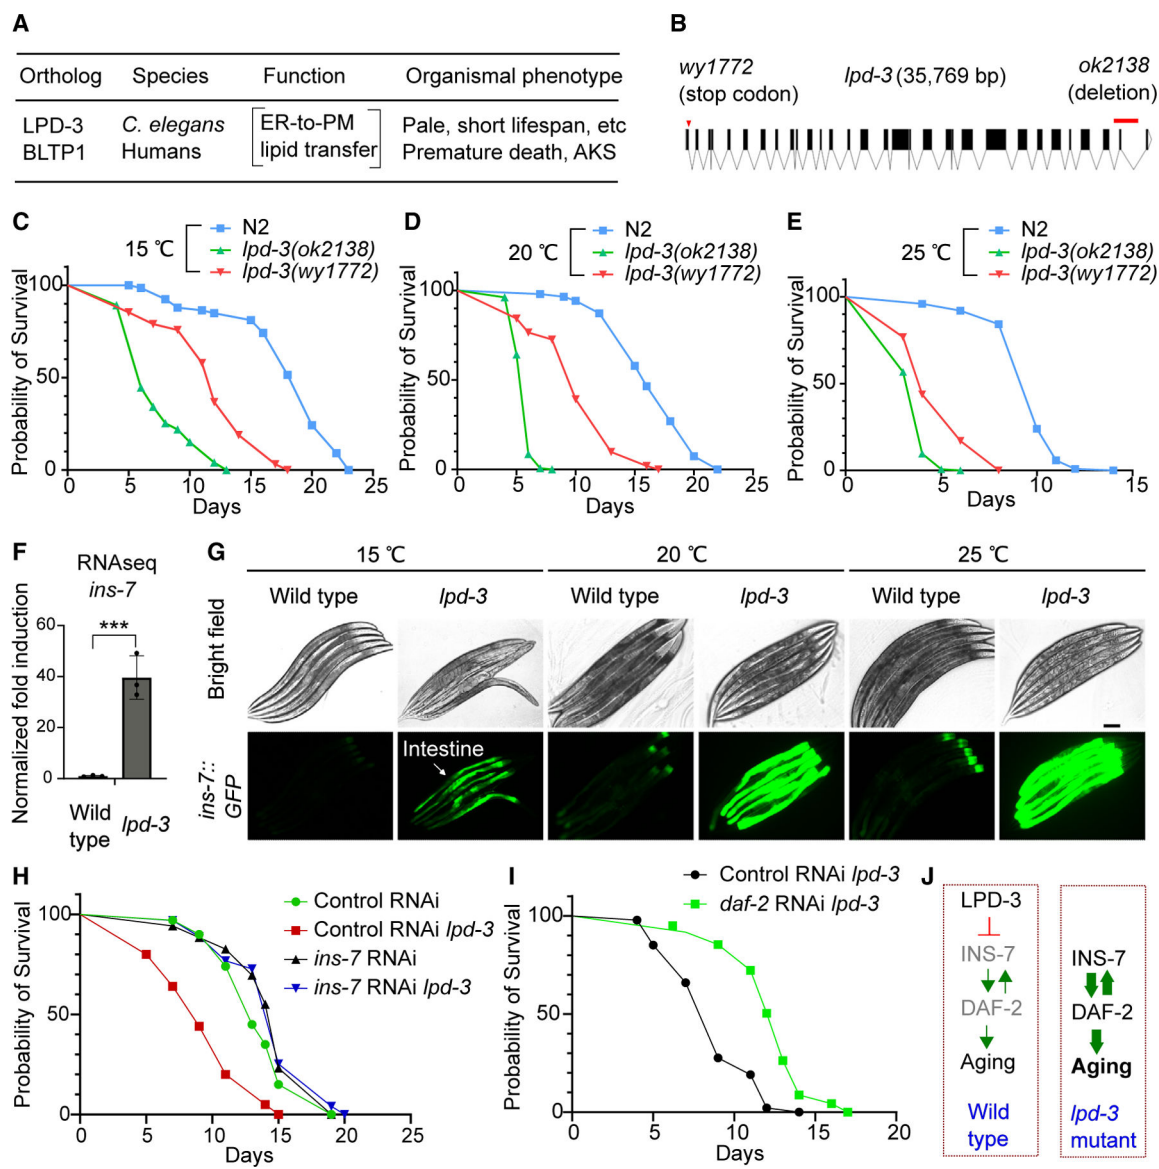 A
Ortholog Species Function Organismal phenotype
LPD-3 C. elegans ER-to-PM Pale, short lifespan, etc
BLTP1 Humans lipid transfer Premature death, AKS
B
wy1772 lpd-3 (35,769 bp) ok2138
(stop codon) (deletion)
C
15 ℃
N2
lpd-3(ok2138)
lpd-3(wy1772)
Probability of Survival
100
50
0
0 5 10 15 20 25
Days
D
20 ℃
N2
lpd-3(ok2138)
lpd-3(wy1772)
Probability of Survival
100
50
0
0 5 10 15 20 25
Days
E
25 ℃
N2
lpd-3(ok2138)
lpd-3(wy1772)
Probability of Survival
100
50
0
0 5 10 15
Days
F
RNAseq
ins-7
***
Normalized fold induction
60
40
20
0
Wild
type
lpd-3
G
15 ℃ 20 ℃ 25 ℃
Wild type lpd-3 Wild type lpd-3 Wild type lpd-3
Bright field
ins-7::
GFP
Intestine
H
Control RNAi
Control RNAi lpd-3
ins-7 RNAi
ins-7 RNAi lpd-3
Probability of Survival
100
50
0
0 5 10 15 20 25
Days
I
Control RNAi lpd-3
daf-2 RNAi lpd-3
Probability of Survival
100
50
0
0 5 10 15 20
Days
J
LPD-3
INS-7
DAF-2
Aging
Wild
type
INS-7
DAF-2
Aging
lpd-3
mutant